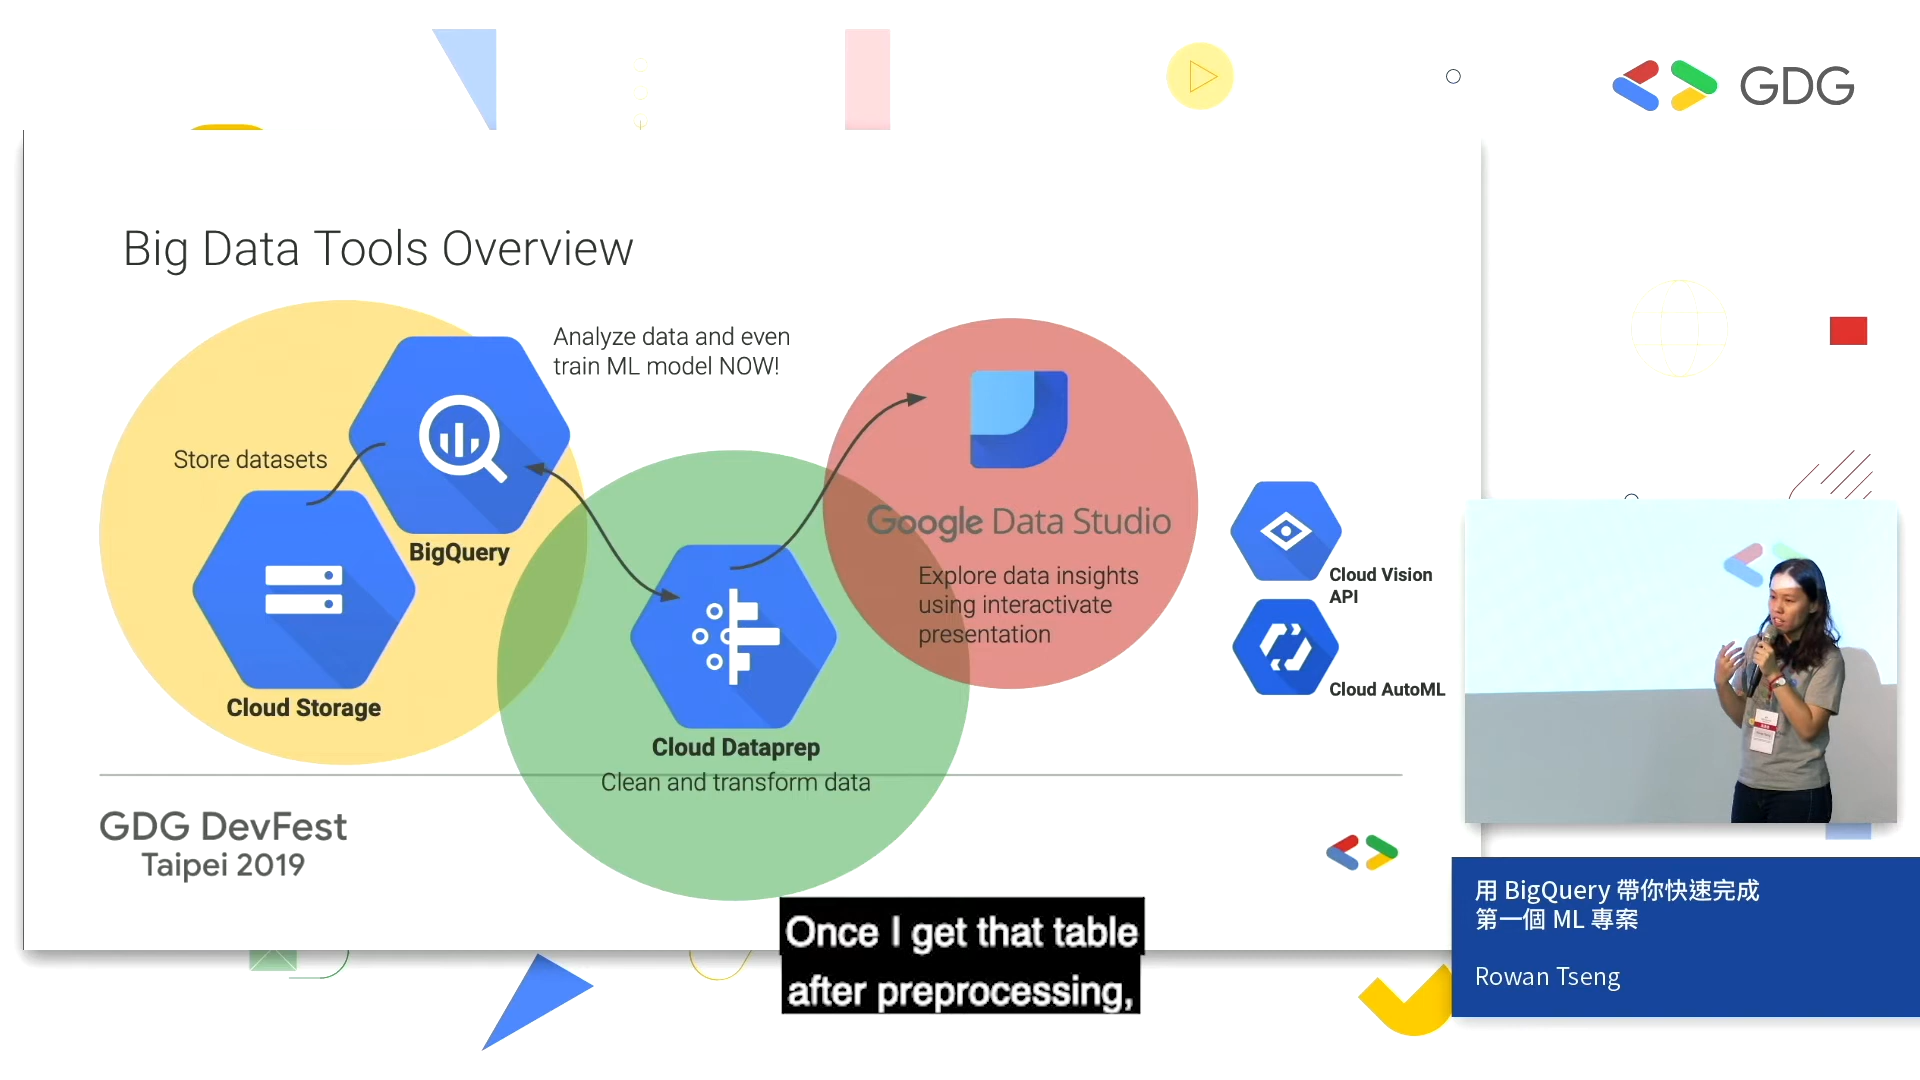 GDG
Big Data Tools Overview
Analyze data and even
train ML model NOW!
Store datasets
BigQuery
Cloud Storage
Google Data Studio
Explore data insights
using interactivate
presentation
Cloud Dataprep
Clean and transform data
Cloud Vision
API
Cloud AutoML
GDG DevFest
Taipei 2019
用 BigQuery 帶你快速完成
第一個 ML 專案
Rowan Tseng
Once I get that table
after preprocessing,